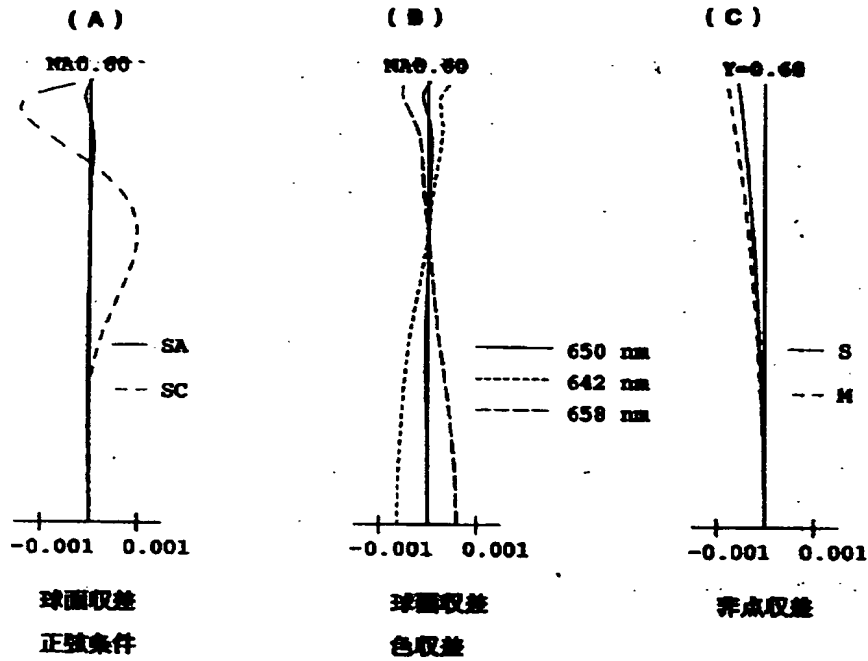 (A)
(B)
(C)
NA0.60
NA0.60
Y=0.68
SA
SC
650 nm
642 nm
658 nm
S
M
-0.001 0.001
-0.001 0.001
-0.001 0.001
球面収差
正弦条件
球面収差
色収差
非点収差